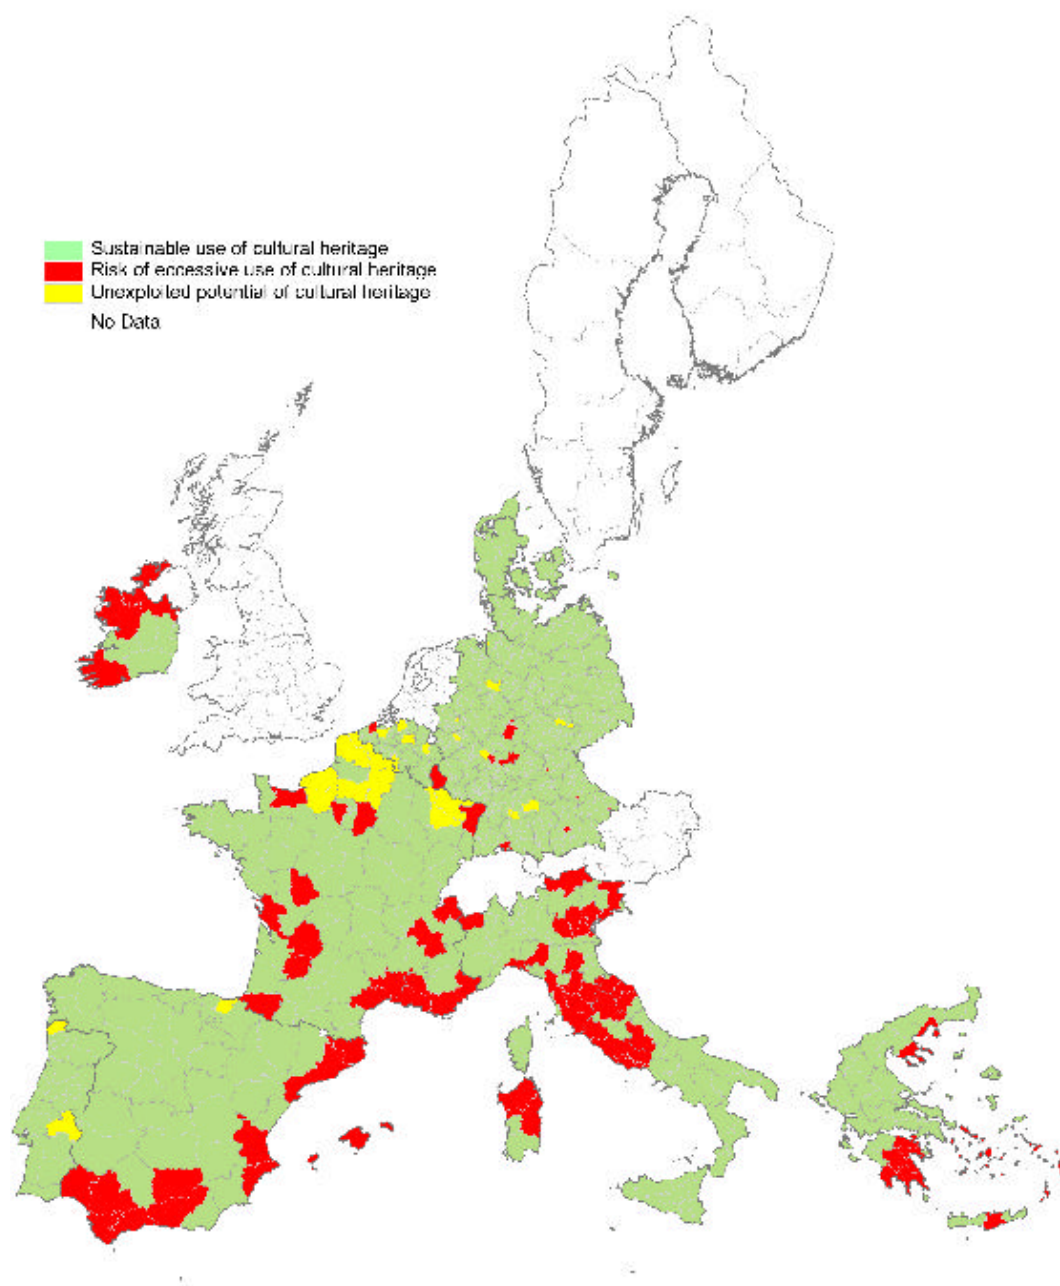 Sustainable use of cultural heritage
Risk of eccessive use of cultural heritage
Unexploited potential of cultural heritage
No Data